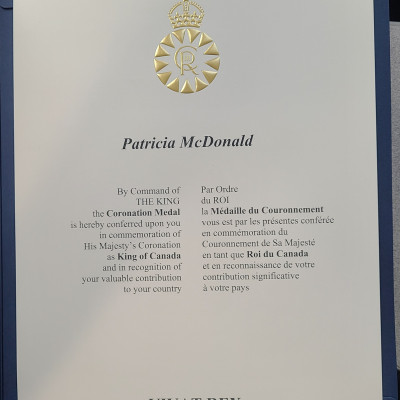 CR
Patricia McDonald
By Command of
THE KING
the Coronation Medal
is hereby conferred upon you
in commemoration of
His Majesty's Coronation
as King of Canada
and in recognition of
your valuable contribution
to your country
Par Ordre
du ROI
la Médaille du Couronnement
vous est par les présentes conférée
en commémoration du
Couronnement de Sa Majesté
en tant que Roi du Canada
et en reconnaissance de votre
contribution significative
à votre pays